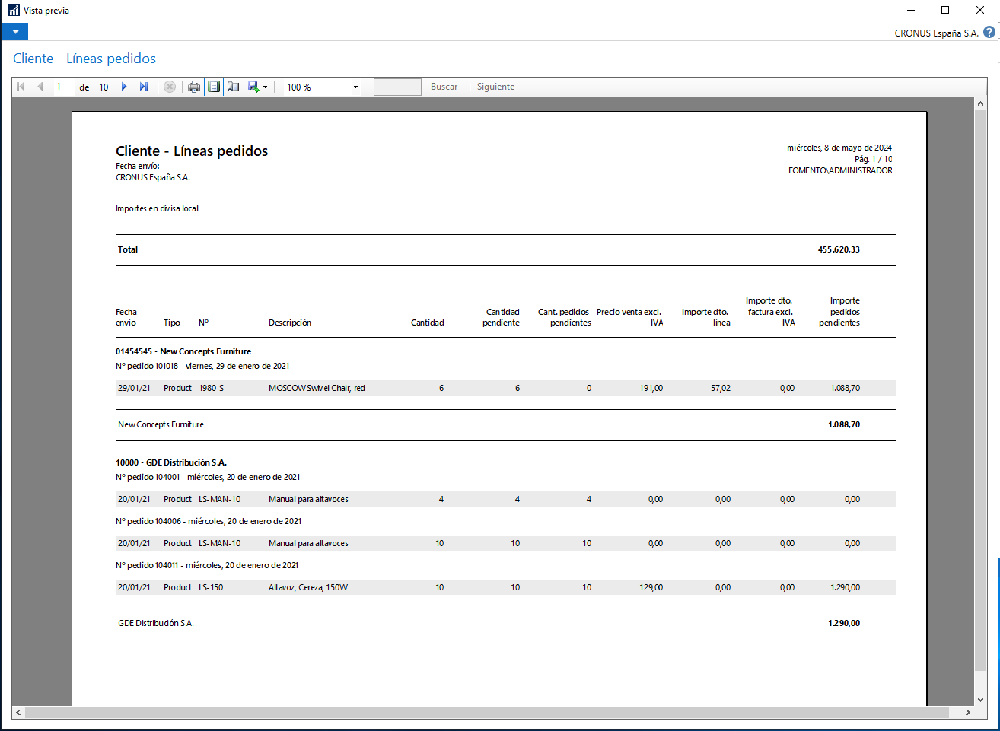 Vista previa
CRONUS España S.A.
Cliente - Líneas pedidos
1 de 10 100 % Buscar Siguiente
Cliente - Líneas pedidos
miércoles, 8 de mayo de 2024
Fecha envío:
Pág. 1 / 10
CRONUS España S.A.
FOMENTO\ADMINISTRADOR
Importes en divisa local
Total 455.620,33
Fecha envío Tipo Nº Descripción Cantidad Cantidad pendiente Cant. pedidos pendientes Precio venta excl. IVA Importe dto. línea Importe dto. factura excl. IVA Importe pedidos pendientes
01454545 - New Concepts Furniture
Nº pedido 101018 - viernes, 29 de enero de 2021
29/01/21 Product 1980-S MOSCOW Swivel Chair, red 6 6 0 191,00 57,02 0,00 1.088,70
New Concepts Furniture 1.088,70
10000 - GDE Distribución S.A.
Nº pedido 104001 - miércoles, 20 de enero de 2021
20/01/21 Product LS-MAN-10 Manual para altavoces 4 4 4 0,00 0,00 0,00 0,00
Nº pedido 104006 - miércoles, 20 de enero de 2021
20/01/21 Product LS-MAN-10 Manual para altavoces 10 10 10 0,00 0,00 0,00 0,00
Nº pedido 104011 - miércoles, 20 de enero de 2021
20/01/21 Product LS-150 Altavoz, Cereza, 150W 10 10 10 129,00 0,00 0,00 1.290,00
GDE Distribución S.A. 1.290,00